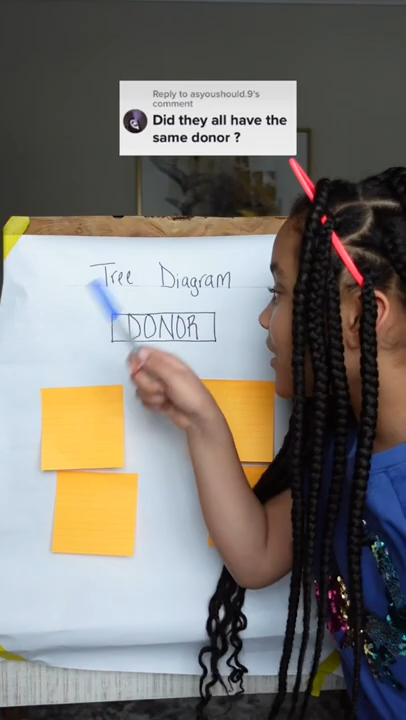 Reply to asyoushould.9's
comment
Did they all have the
same donor ?
Tree Diagram
DONOR